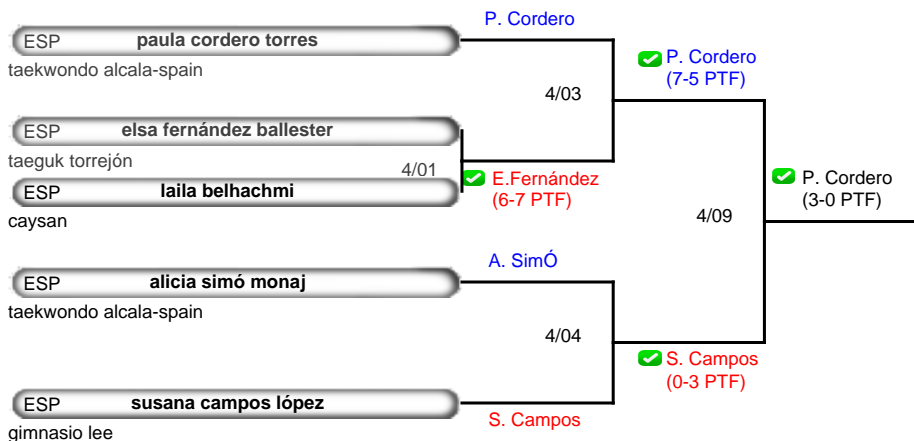 P. Cordero
ESP paula cordero torres
taekwondo alcala-spain
P. Cordero
(7-5 PTF)
4/03
ESP elsa fernández ballester
taeguk torrejón
4/01
E.Fernández
(6-7 PTF)
ESP laila belhachmi
caysan
P. Cordero
(3-0 PTF)
4/09
A. SimÓ
ESP alicia simó monaj
taekwondo alcala-spain
4/04
S. Campos
(0-3 PTF)
ESP susana campos lópez
S. Campos
gimnasio lee